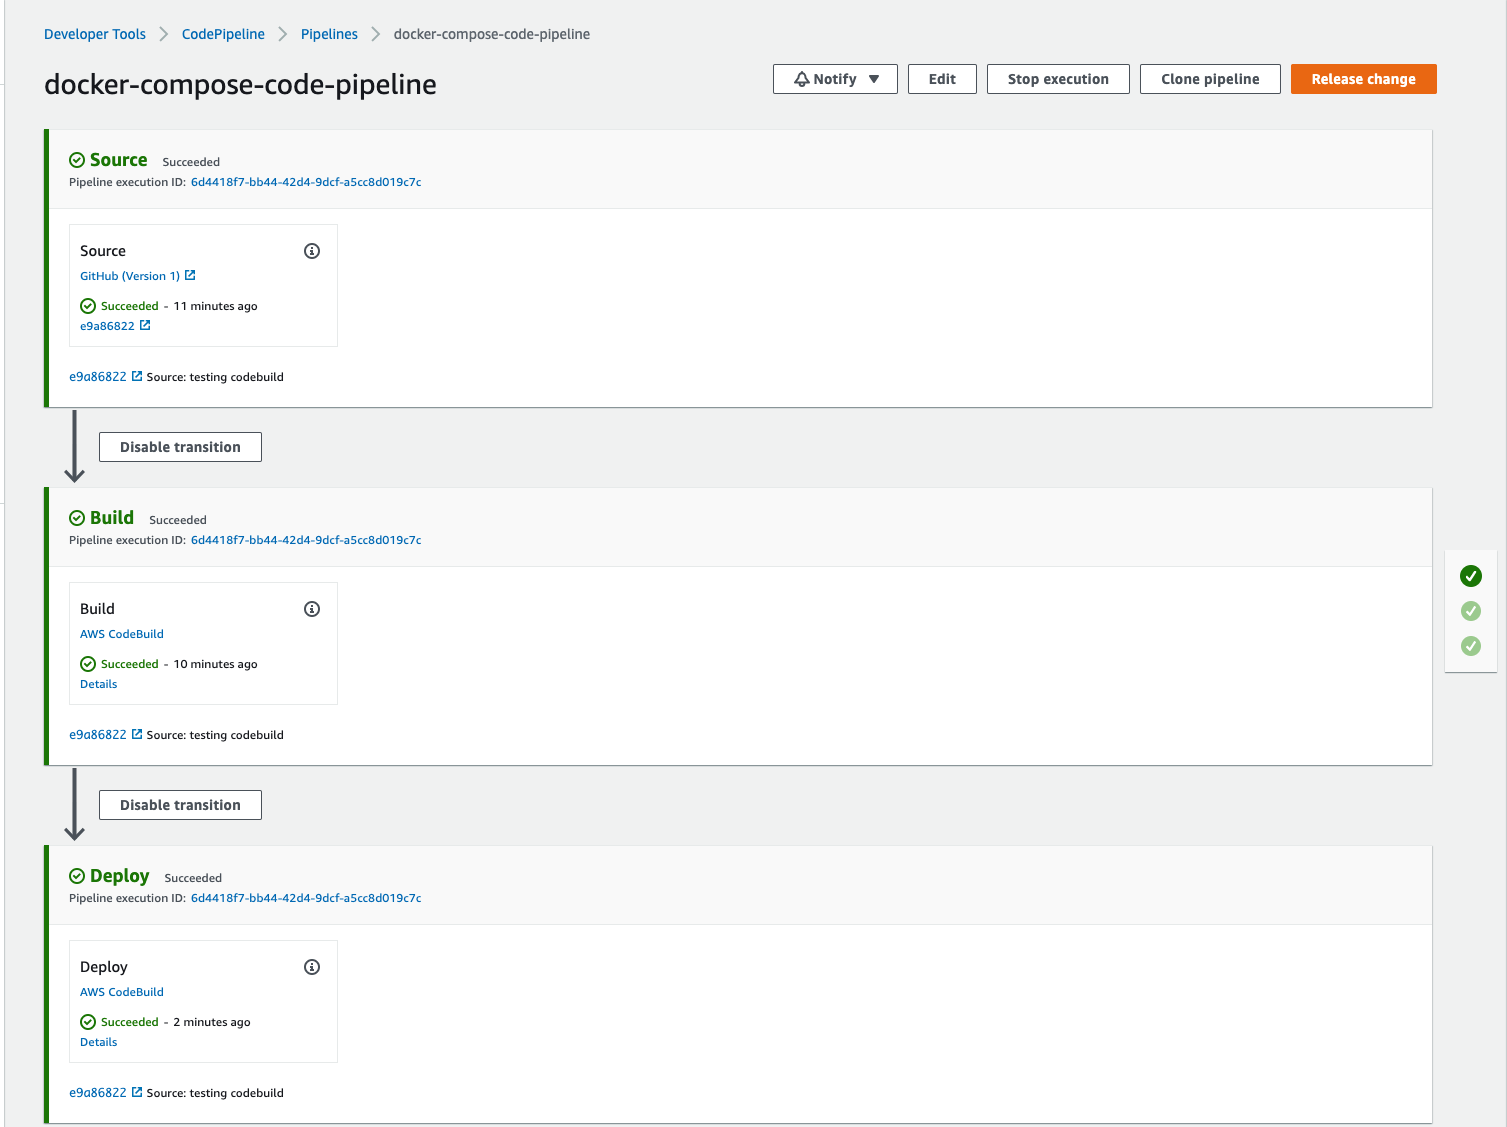 Developer Tools > CodePipeline > Pipelines > docker-compose-code-pipeline
docker-compose-code-pipeline
Notify ▼ Edit Stop execution Clone pipeline Release change
Source Succeeded
Pipeline execution ID: 6d4418f7-bb44-42d4-9dcf-a5cc8d019c7c
Source
GitHub (Version 1)
Succeeded - 11 minutes ago
e9a86822
e9a86822 Source: testing codebuild
Disable transition
Build Succeeded
Pipeline execution ID: 6d4418f7-bb44-42d4-9dcf-a5cc8d019c7c
Build
AWS CodeBuild
Succeeded - 10 minutes ago
Details
e9a86822 Source: testing codebuild
Disable transition
Deploy Succeeded
Pipeline execution ID: 6d4418f7-bb44-42d4-9dcf-a5cc8d019c7c
Deploy
AWS CodeBuild
Succeeded - 2 minutes ago
Details
e9a86822 Source: testing codebuild